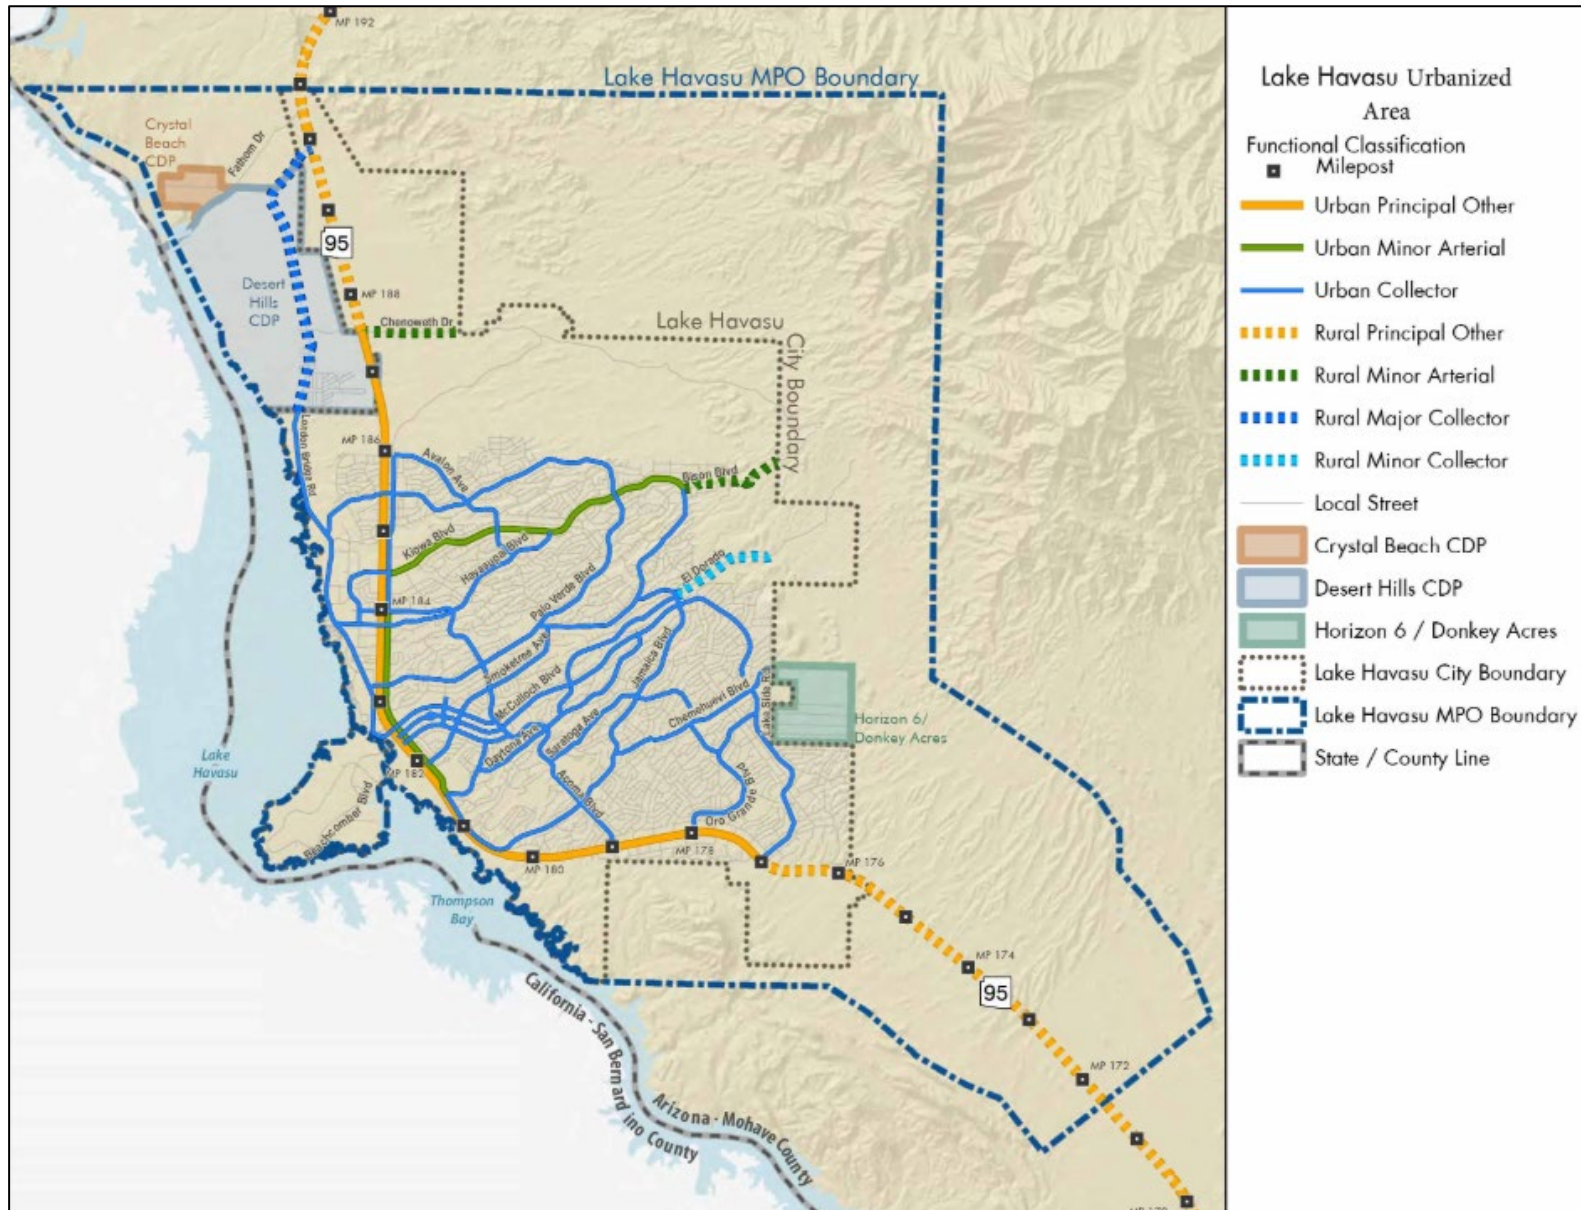 MP 192
Lake Havasu MPO Boundary
Crystal
Beach
CDP
Fathom Dr
95
Desert
Hills
CDP
MP 188
Chenoweth Dr
Lake Havasu
City Boundary
London Bridge Rd
MP 186
Avalon Ave
Bison Blvd
Kiowa Blvd
Havasupai Blvd
El Dorado
Palo Verde Blvd
MP 184
Smoketree Ave
Jamaica Blvd
McCulloch Blvd
Chemehuevi Blvd
Lake Side Rd
Saratoga Ave
Daytona Ave
Horizon 6/
Donkey Acres
Lake
Havasu
MP 182
Acoma Blvd
Oro Grande Blvd
Beachcomber Blvd
MP 178
MP 180
MP 176
Thompson
Bay
MP 174
95
California - San Bernardino County
MP 172
Arizona - Mohave County
Lake Havasu Urbanized
Area
Functional Classification
Milepost
Urban Principal Other
Urban Minor Arterial
Urban Collector
Rural Principal Other
Rural Minor Arterial
Rural Major Collector
Rural Minor Collector
Local Street
Crystal Beach CDP
Desert Hills CDP
Horizon 6 / Donkey Acres
Lake Havasu City Boundary
Lake Havasu MPO Boundary
State / County Line